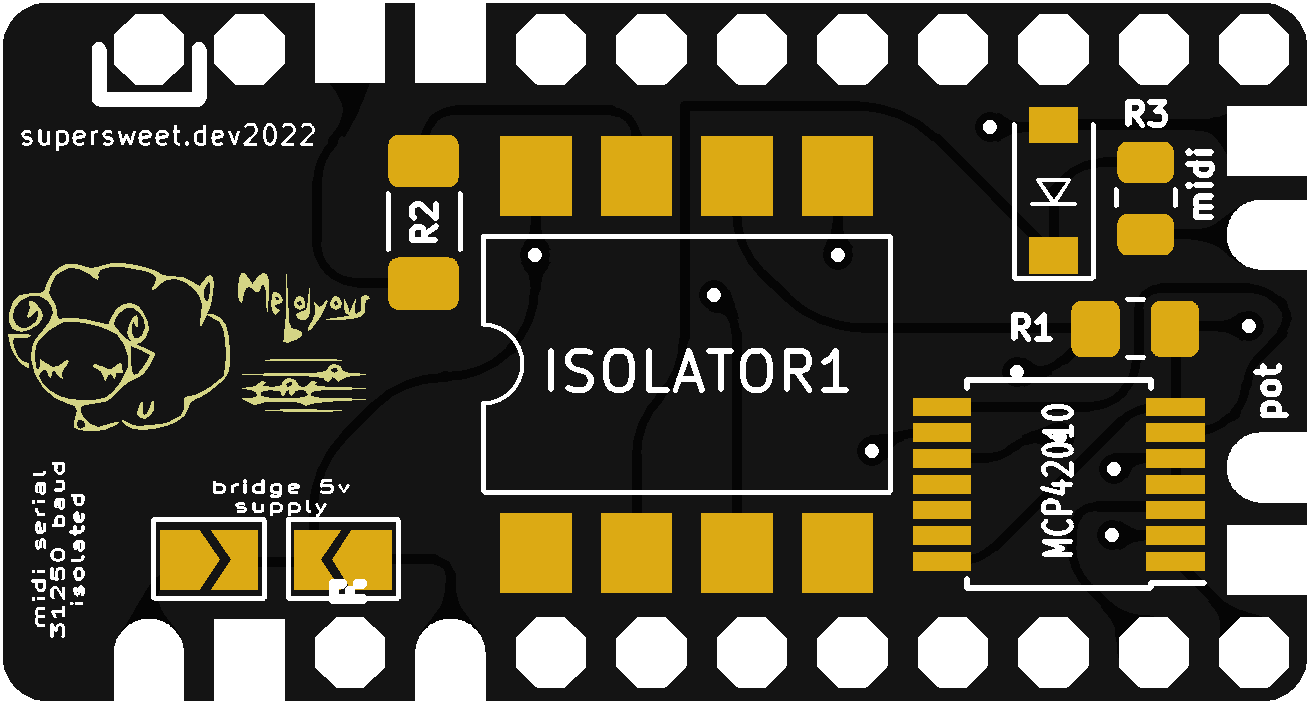 supersweet.dev2022
R2
R3
midi
Melodyous
ISOLATOR1
R1
pot
MCP42010
midi serial
31250 baud
isolated
bridge 5v
supply